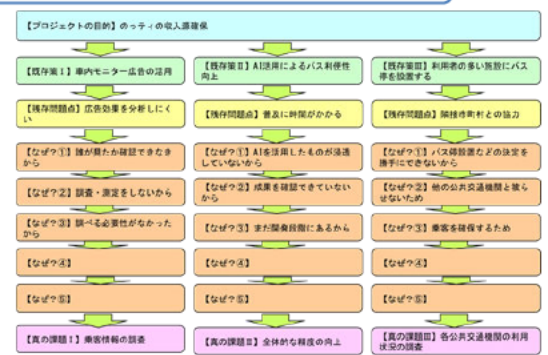 【プロジェクトの目的】のッティの収入源確保
【既存策Ⅰ】車内モニター広告の活用
【既存策Ⅱ】AI活用によるバス利便性
向上
【既存策Ⅲ】利用者の多い施設にバス
停を設置する
【残存問題点】広告効果を分析しにく
い
【残存問題点】普及に時間がかかる
【残存問題点】隣接市町村との協力
【なぜ?①】誰が見たか確認できなき
から
【なぜ?①】AIを活用したものが浸透
していないから
【なぜ?①】バス停設置などの決定を
勝手にできないから
【なぜ?②】調査・測定をしないから
【なぜ?②】成果を確認できていない
から
【なぜ?②】他の公共交通機関と被ら
せないため
【なぜ?③】調べる必要性がなかった
から
【なぜ?③】まだ開発段階にあるから
【なぜ?③】乗客を確保するため
【なぜ?④】
【なぜ?④】
【なぜ?④】
【なぜ?⑤】
【なぜ?⑤】
【なぜ?⑤】
【真の課題Ⅰ】乗客情報の調査
【真の課題Ⅱ】全体的な精度の向上
【真の課題Ⅲ】各公共交通機関の利用
状況の調査